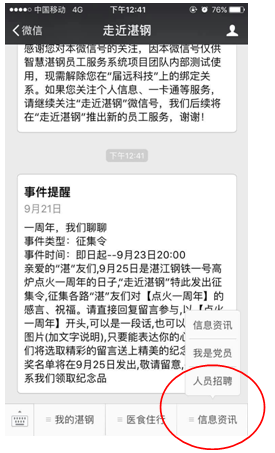 中国移动 4G 下午12:41 76%
微信 走近湛钢
感谢您对本微信号的关注，因本微信号仅供
智慧湛钢员工服务系统项目团队内部测试使
用，现需解除您在“届远科技”上的绑定关
系。如果您关注个人信息、一卡通等服务，
请继续关注“走近湛钢”微信号，我们后续将
在“走近湛钢”推出新的员工服务，谢谢！
下午12:41
事件提醒
9月21日
一周年，我们聊聊
事件类型：征集令
事件时间：即日起--9月23日20:00
亲爱的“湛”友们,9月25日是湛江钢铁一号高
炉点火一周年的日子,“走近湛钢”特此发出征
集令,征集各路“湛”友们对【点火一周年】的
感言、祝福。请直接回复留言参与,以【点火
一周年】开头,可以是一段话,也可以
图片(加文字说明),只要能表达你的心
们将选取精彩的留言送上精美的纪念
奖名单将在9月25日发出,敬请留意,
系我们领取纪念品
信息资讯
我是党员
人员招聘
我的湛钢 医食住行 信息资讯